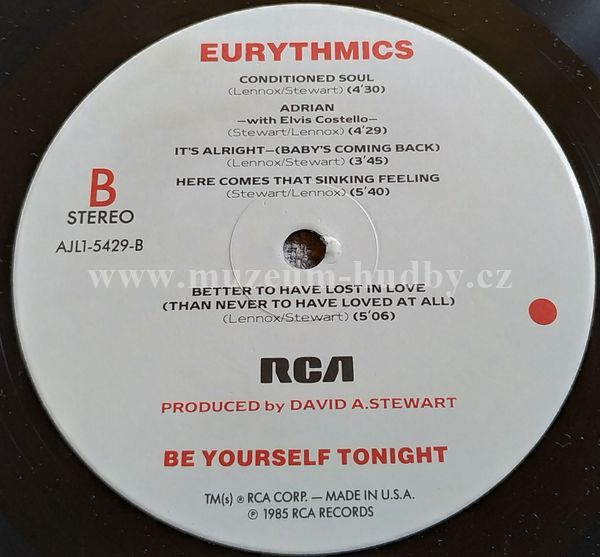 EURYTHMICS
CONDITIONED SOUL
(Lennox/Stewart) (4'30)
ADRIAN
—with Elvis Costello—
(Stewart/Lennox) (4'29)
IT'S ALRIGHT—(BABY'S COMING BACK)
(Lennox/Stewart) (3'45)
HERE COMES THAT SINKING FEELING
(Stewart/Lennox) (5'40)
B
STEREO
AJL1-5429-B
www.muzeum-hudby.cz
BETTER TO HAVE LOST IN LOVE
(THAN NEVER TO HAVE LOVED AT ALL)
(Lennox/Stewart) (5'06)
RCA
PRODUCED by DAVID A.STEWART
BE YOURSELF TONIGHT
TM(s) ® RCA CORP. — MADE IN U.S.A.
℗ 1985 RCA RECORDS